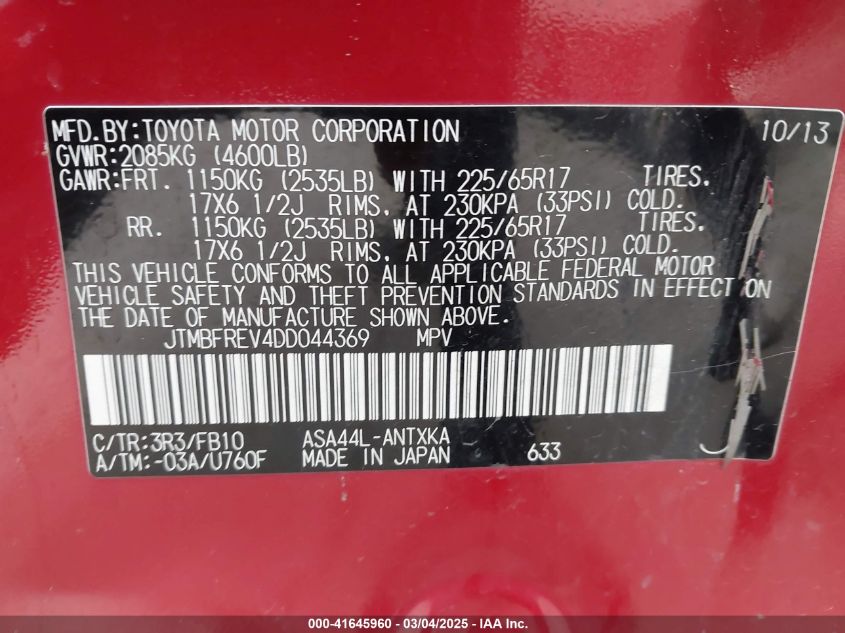 MFD.BY:TOYOTA MOTOR CORPORATION 10/13
GVWR:2085KG (4600LB)
GAWR:FRT. 1150KG (2535LB) WITH 225/65R17 TIRES.
17X6 1/2J RIMS, AT 230KPA (33PSI) COLD.
RR. 1150KG (2535LB) WITH 225/65R17 TIRES.
17X6 1/2J RIMS, AT 230KPA (33PSI) COLD.
THIS VEHICLE CONFORMS TO ALL APPLICABLE FEDERAL MOTOR
VEHICLE SAFETY AND THEFT PREVENTION STANDARDS IN EFFECT ON
THE DATE OF MANUFACTURE SHOWN ABOVE.
JTMBFREV4DD044369 MPV
C/TR:3R3/FB10 ASA44L-ANTXKA
A/TM:-03A/U760F MADE IN JAPAN 633
000-41645960 - 03/04/2025 - IAA Inc.